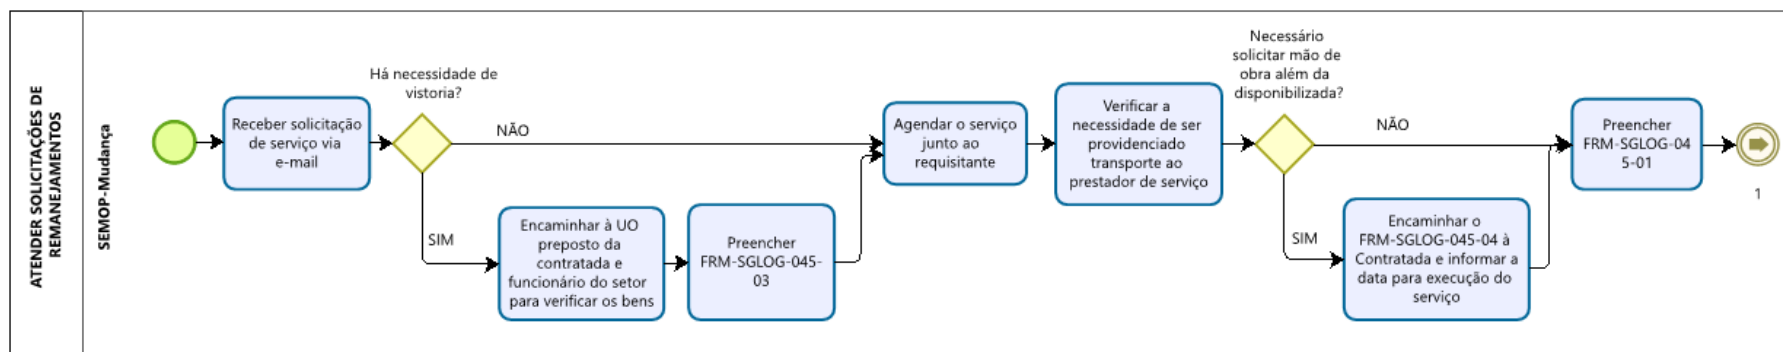 ATENDER SOLICITAÇÕES DE
REMANEJAMENTOS
SEMOP-Mudança
Receber solicitação
de serviço via
e-mail
Há necessidade de
vistoria?
NÃO
SIM
Encaminhar à UO
preposto da
contratada e
funcionário do setor
para verificar os bens
Preencher
FRM-SGLOG-045-
03
Agendar o serviço
junto ao
requisitante
Verificar a
necessidade de ser
providenciado
transporte ao
prestador de serviço
Necessário
solicitar mão de
obra além da
disponibilizada?
NÃO
SIM
Encaminhar o
FRM-SGLOG-045-04 à
Contratada e informar a
data para execução do
serviço
Preencher
FRM-SGLOG-04
5-01
1